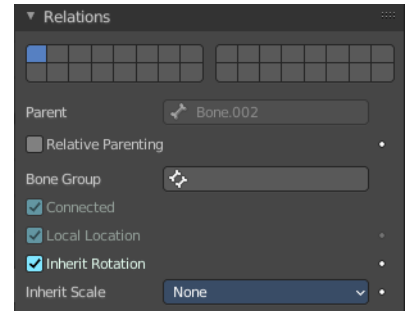 Relations
Parent
Bone.002
Relative Parenting
Bone Group
Connected
Local Location
Inherit Rotation
Inherit Scale
None